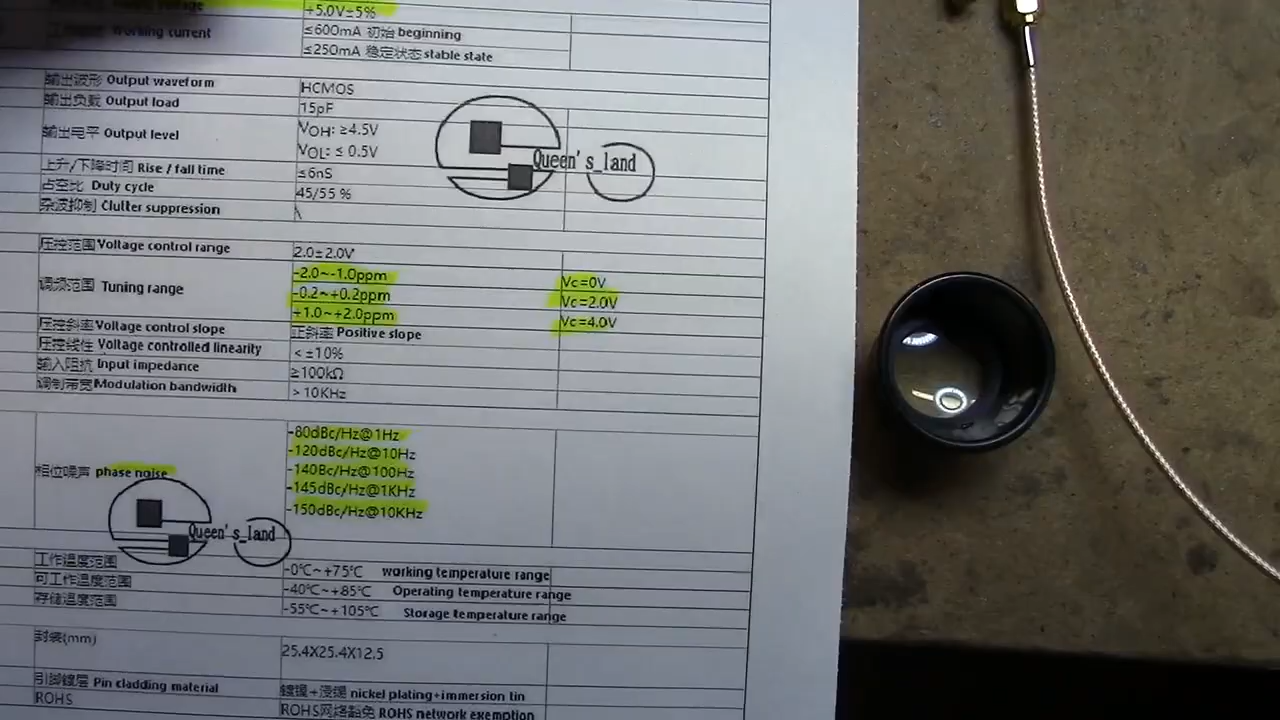 +5.0V±5%
Working current ≤600mA 初始 beginning
≤250mA 稳定状态 stable state
输出波形 Output waveform HCMOS
输出负载 Output load 15pF
输出电平 Output level VOH: ≥4.5V
VOL: ≤ 0.5V
上升/下降时间 Rise / fall time ≤6nS
占空比 Duty cycle 45/55 %
杂波抑制 Clutter suppression \
Queen's_land
压控范围 Voltage control range 2.0±2.0V
调频范围 Tuning range -2.0~-1.0ppm Vc=0V
-0.2~+0.2ppm Vc=2.0V
+1.0~+2.0ppm Vc=4.0V
压控斜率 Voltage control slope 正斜率 Positive slope
压控线性 Voltage controlled linearity <±10%
输入阻抗 Input impedance ≥100kΩ
调制带宽 Modulation bandwidth >10KHz
相位噪声 phase noise -80dBc/Hz@1Hz
-120dBc/Hz@10Hz
-140Bc/Hz@100Hz
-145dBc/Hz@1KHz
-150dBc/Hz@10KHz
Queen's_land
工作温度范围 -0℃~+75℃ working temperature range
可工作温度范围 -40℃~+85℃ Operating temperature range
存储温度范围 -55℃~+105℃ Storage temperature range
封装(mm) 25.4X25.4X12.5
引脚镀层 Pin cladding material 镀镍+浸锡 nickel plating+immersion tin
ROHS ROHS网络豁免 ROHS network exemption